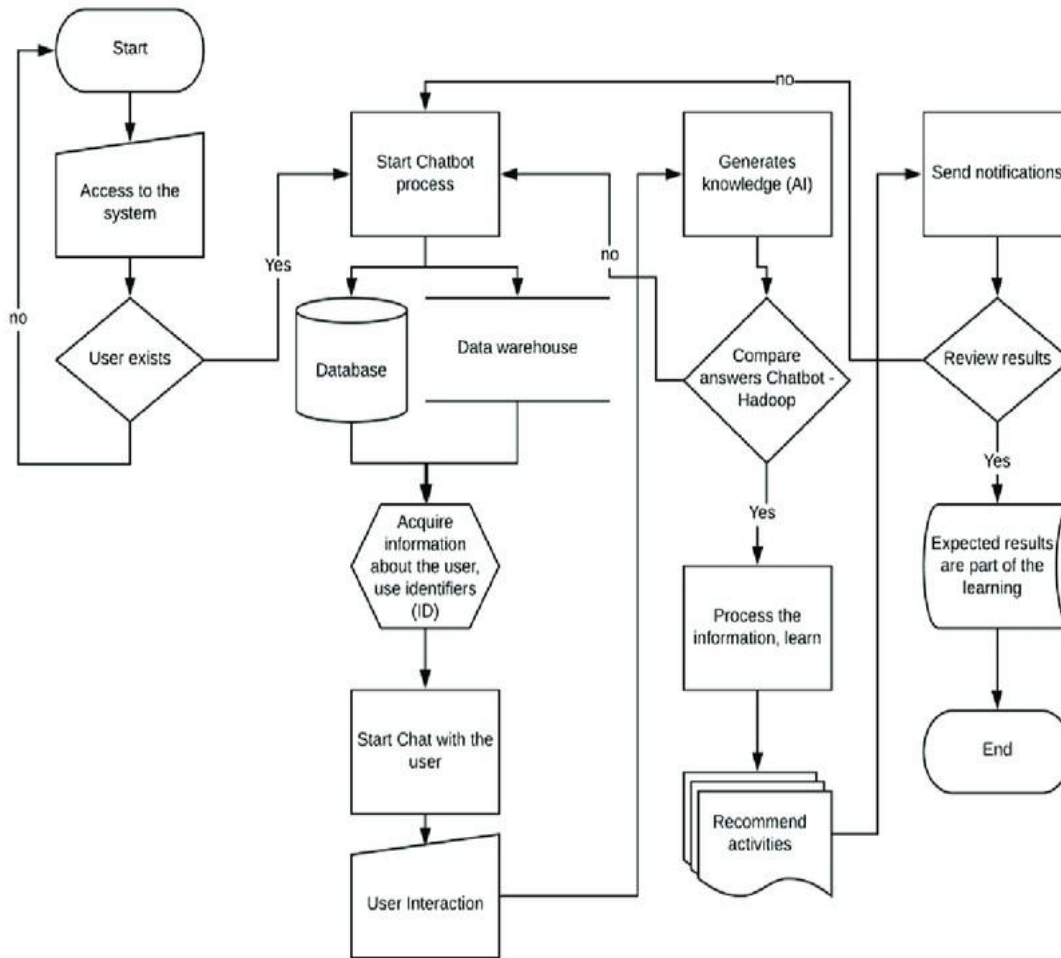 Start
Access to the
system
User exists
no
Yes
Start Chatbot
process
Database
Data warehouse
Acquire
information
about the user,
use identifiers
(ID)
Start Chat with the
user
User Interaction
Generates
knowledge (AI)
no
Compare
answers Chatbot -
Hadoop
Yes
Process the
information, learn
Recommend
activities
no
Send notifications
Review results
Yes
Expected results
are part of the
learning
End